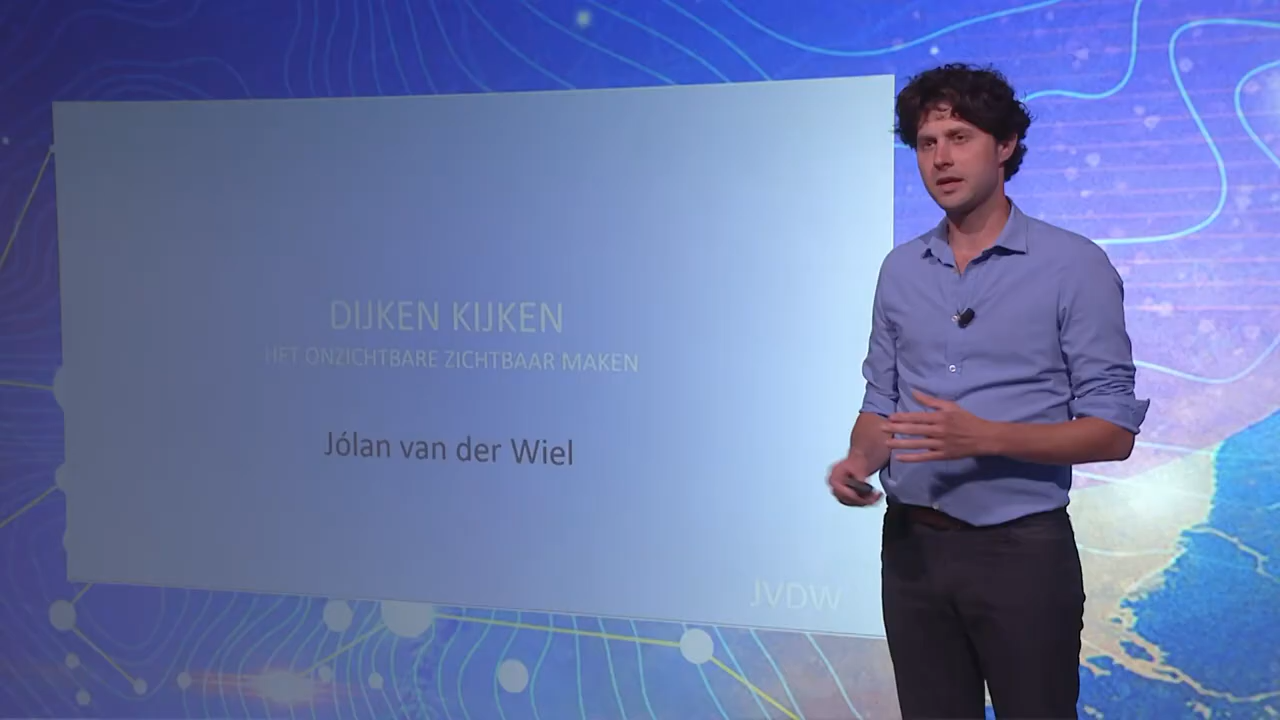 DIJKEN KIJKEN
HET ONZICHTBARE ZICHTBAAR MAKEN
Jólan van der Wiel
JVDW